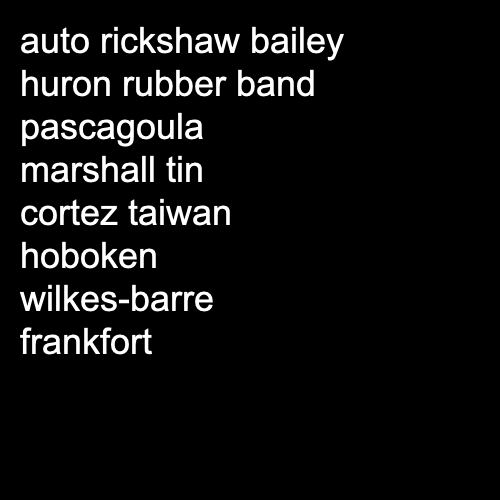 auto rickshaw bailey
huron rubber band
pascagoula
marshall tin
cortez taiwan
hoboken
wilkes-barre
frankfort